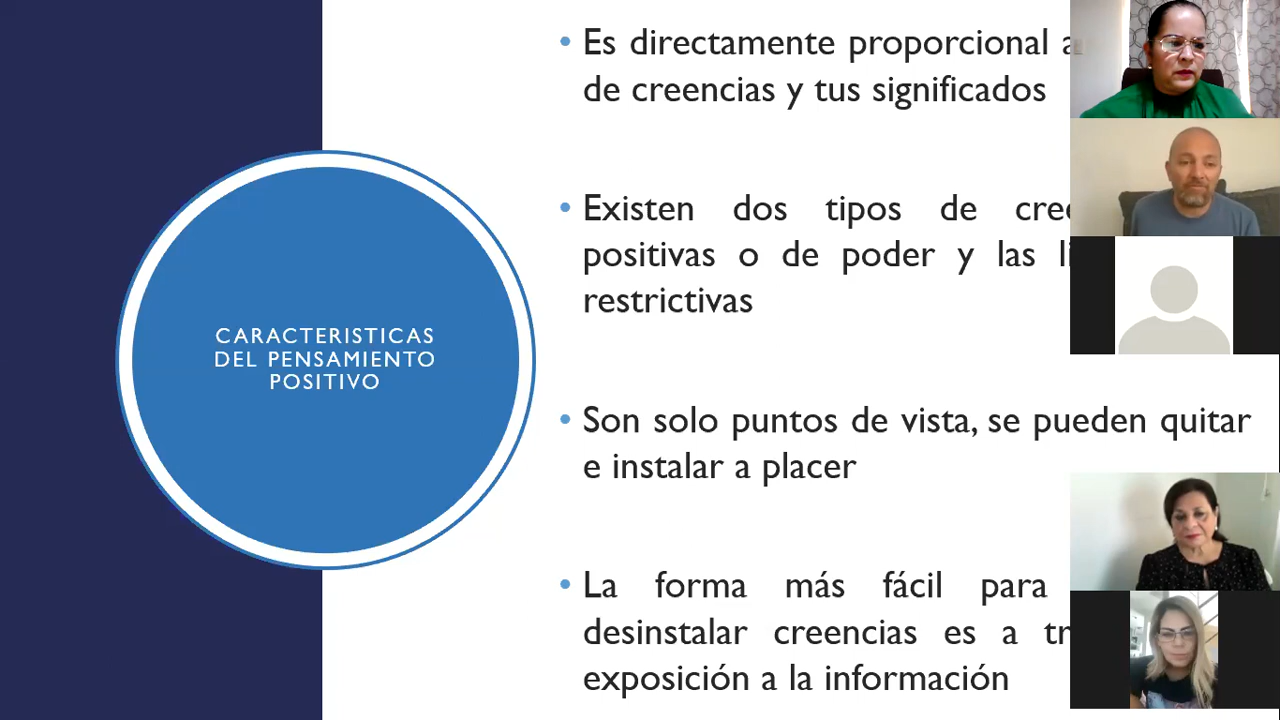 CARACTERISTICAS
DEL PENSAMIENTO
POSITIVO
Es directamente proporcional
de creencias y tus significados
Existen dos tipos de
positivas o de poder y las
restrictivas
Son solo puntos de vista, se pueden quitar
e instalar a placer
La forma más fácil para
desinstalar creencias es a
exposición a la información